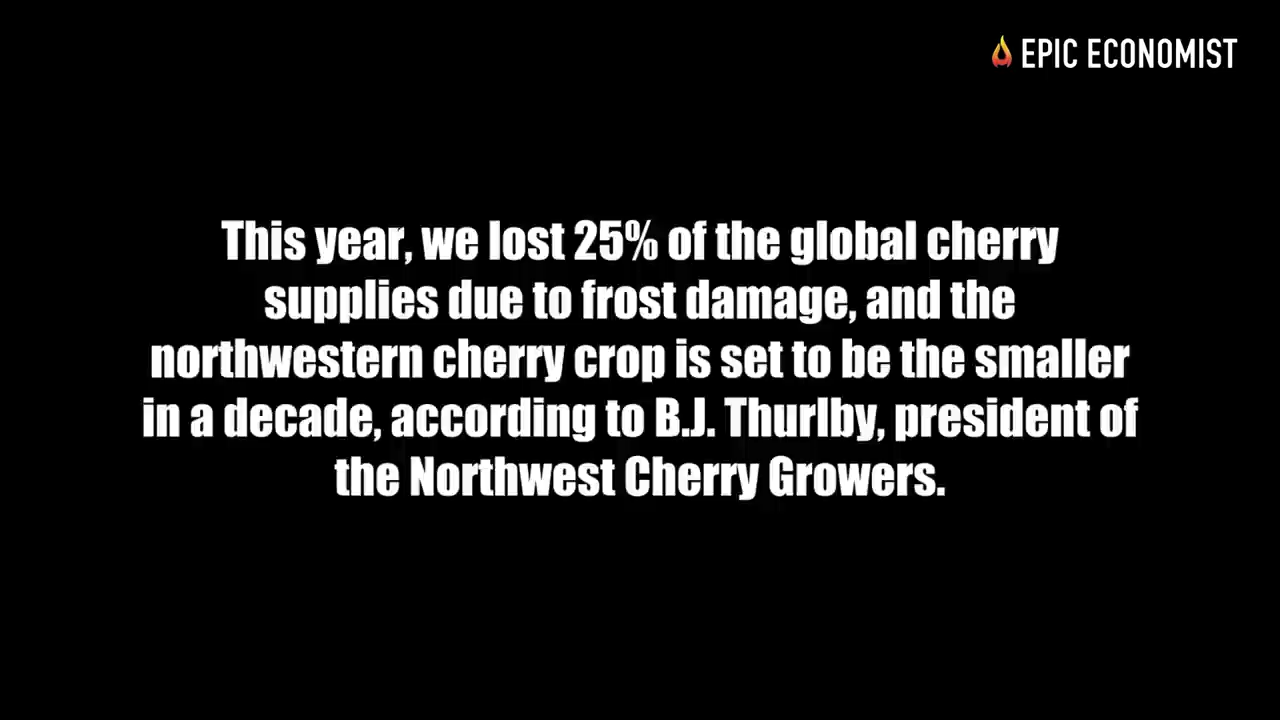 EPIC ECONOMIST
This year, we lost 25% of the global cherry
supplies due to frost damage, and the
northwestern cherry crop is set to be the smaller
in a decade, according to B.J. Thurlby, president of
the Northwest Cherry Growers.